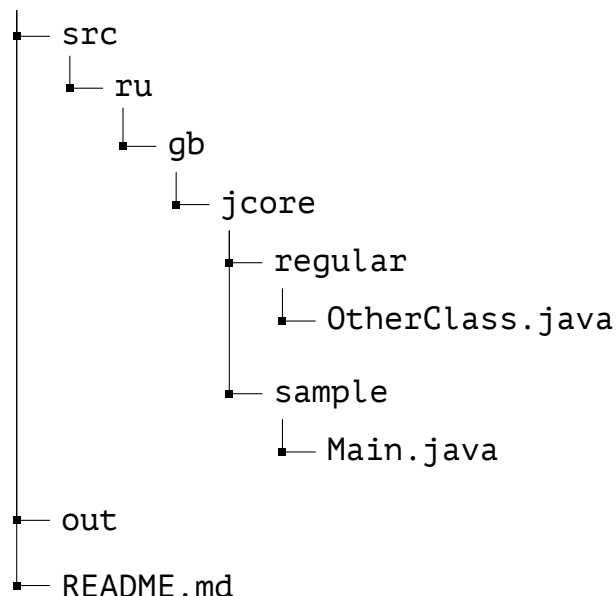 src
ru
gb
jcore
regular
OtherClass.java
sample
Main.java
out
README.md